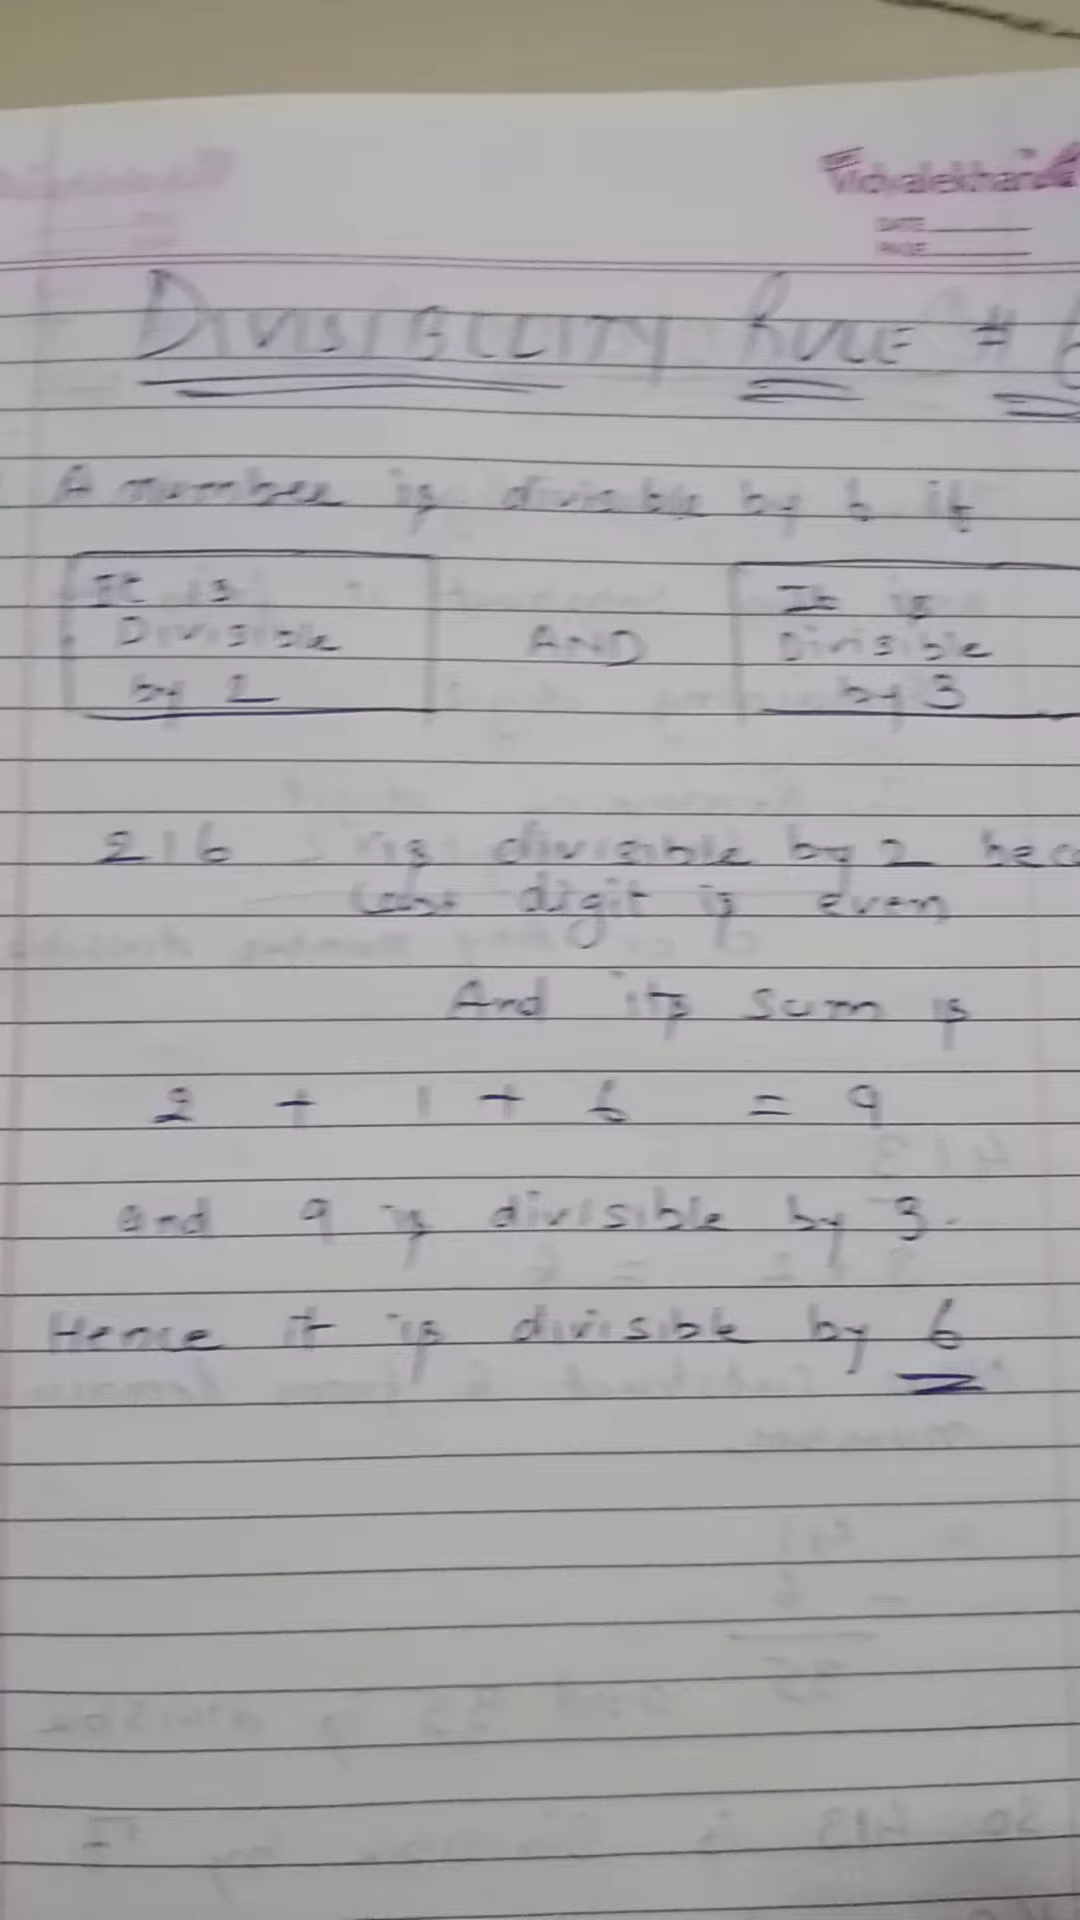 Vidyalekhan
DATE
PAGE
DIVISIBILITY RULE # 6
A number is divisible by 6 if
It is
Divisible
by 2
AND
It is
Divisible
by 3
216 is divisible by 2 beca
last digit is even
And its sum is
2 + 1 + 6 = 9
and 9 is divisible by 3.
Hence it is divisible by 6